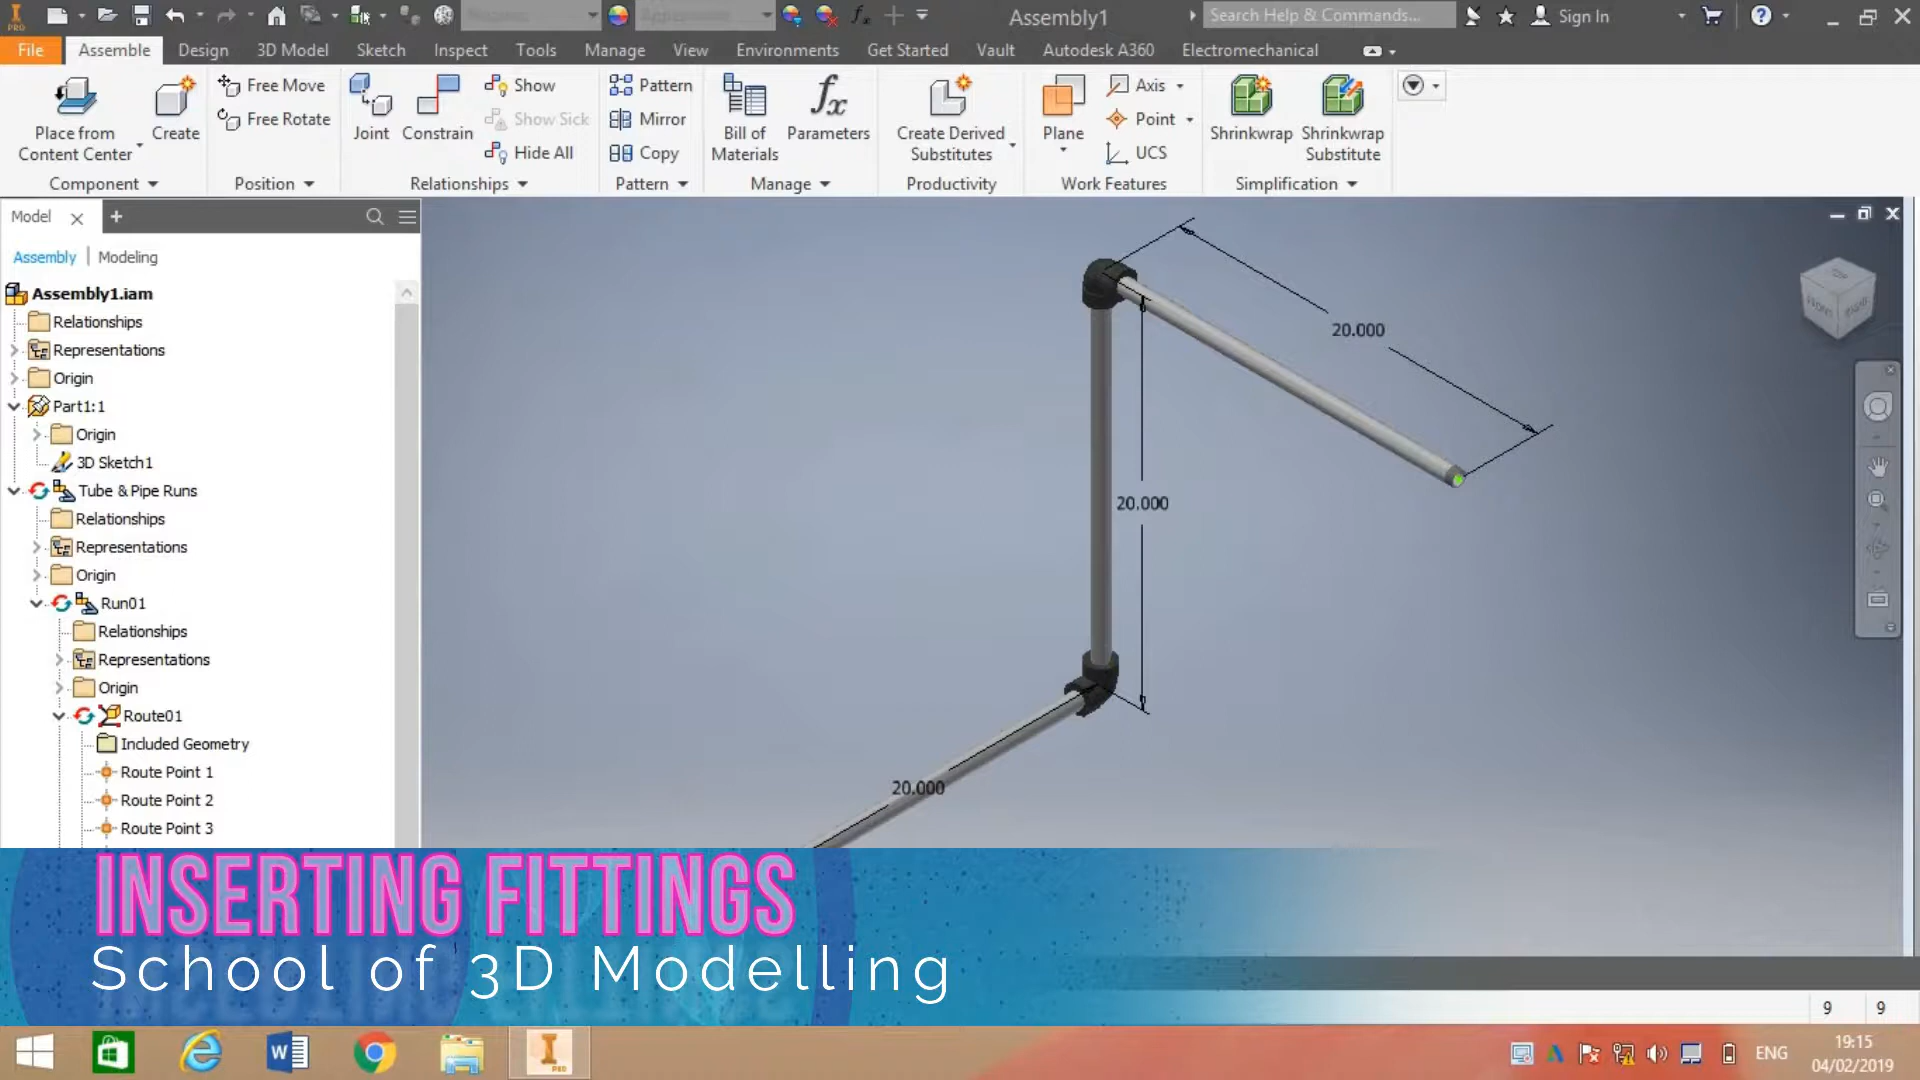 Assembly1
Search Help & Commands...
Sign In
File
Assemble
Design
3D Model
Sketch
Inspect
Tools
Manage
View
Environments
Get Started
Vault
Autodesk A360
Electromechanical
Place from
Content Center
Create
Free Move
Free Rotate
Joint
Constrain
Show
Show Sick
Hide All
Pattern
Mirror
Copy
Bill of
Materials
Parameters
Create Derived
Substitutes
Plane
Axis
Point
UCS
Shrinkwrap
Shrinkwrap
Substitute
Component
Position
Relationships
Pattern
Manage
Productivity
Work Features
Simplification
Model
Assembly
Modeling
Assembly1.iam
Relationships
Representations
Origin
Part1:1
Origin
3D Sketch1
Tube & Pipe Runs
Relationships
Representations
Origin
Run01
Relationships
Representations
Origin
Route01
Included Geometry
Route Point 1
Route Point 2
Route Point 3
20.000
20.000
20.000
TOP
FRONT
RIGHT
INSERTING FITTINGS
School of 3D Modelling
9 9
ENG
19:15
04/02/2019